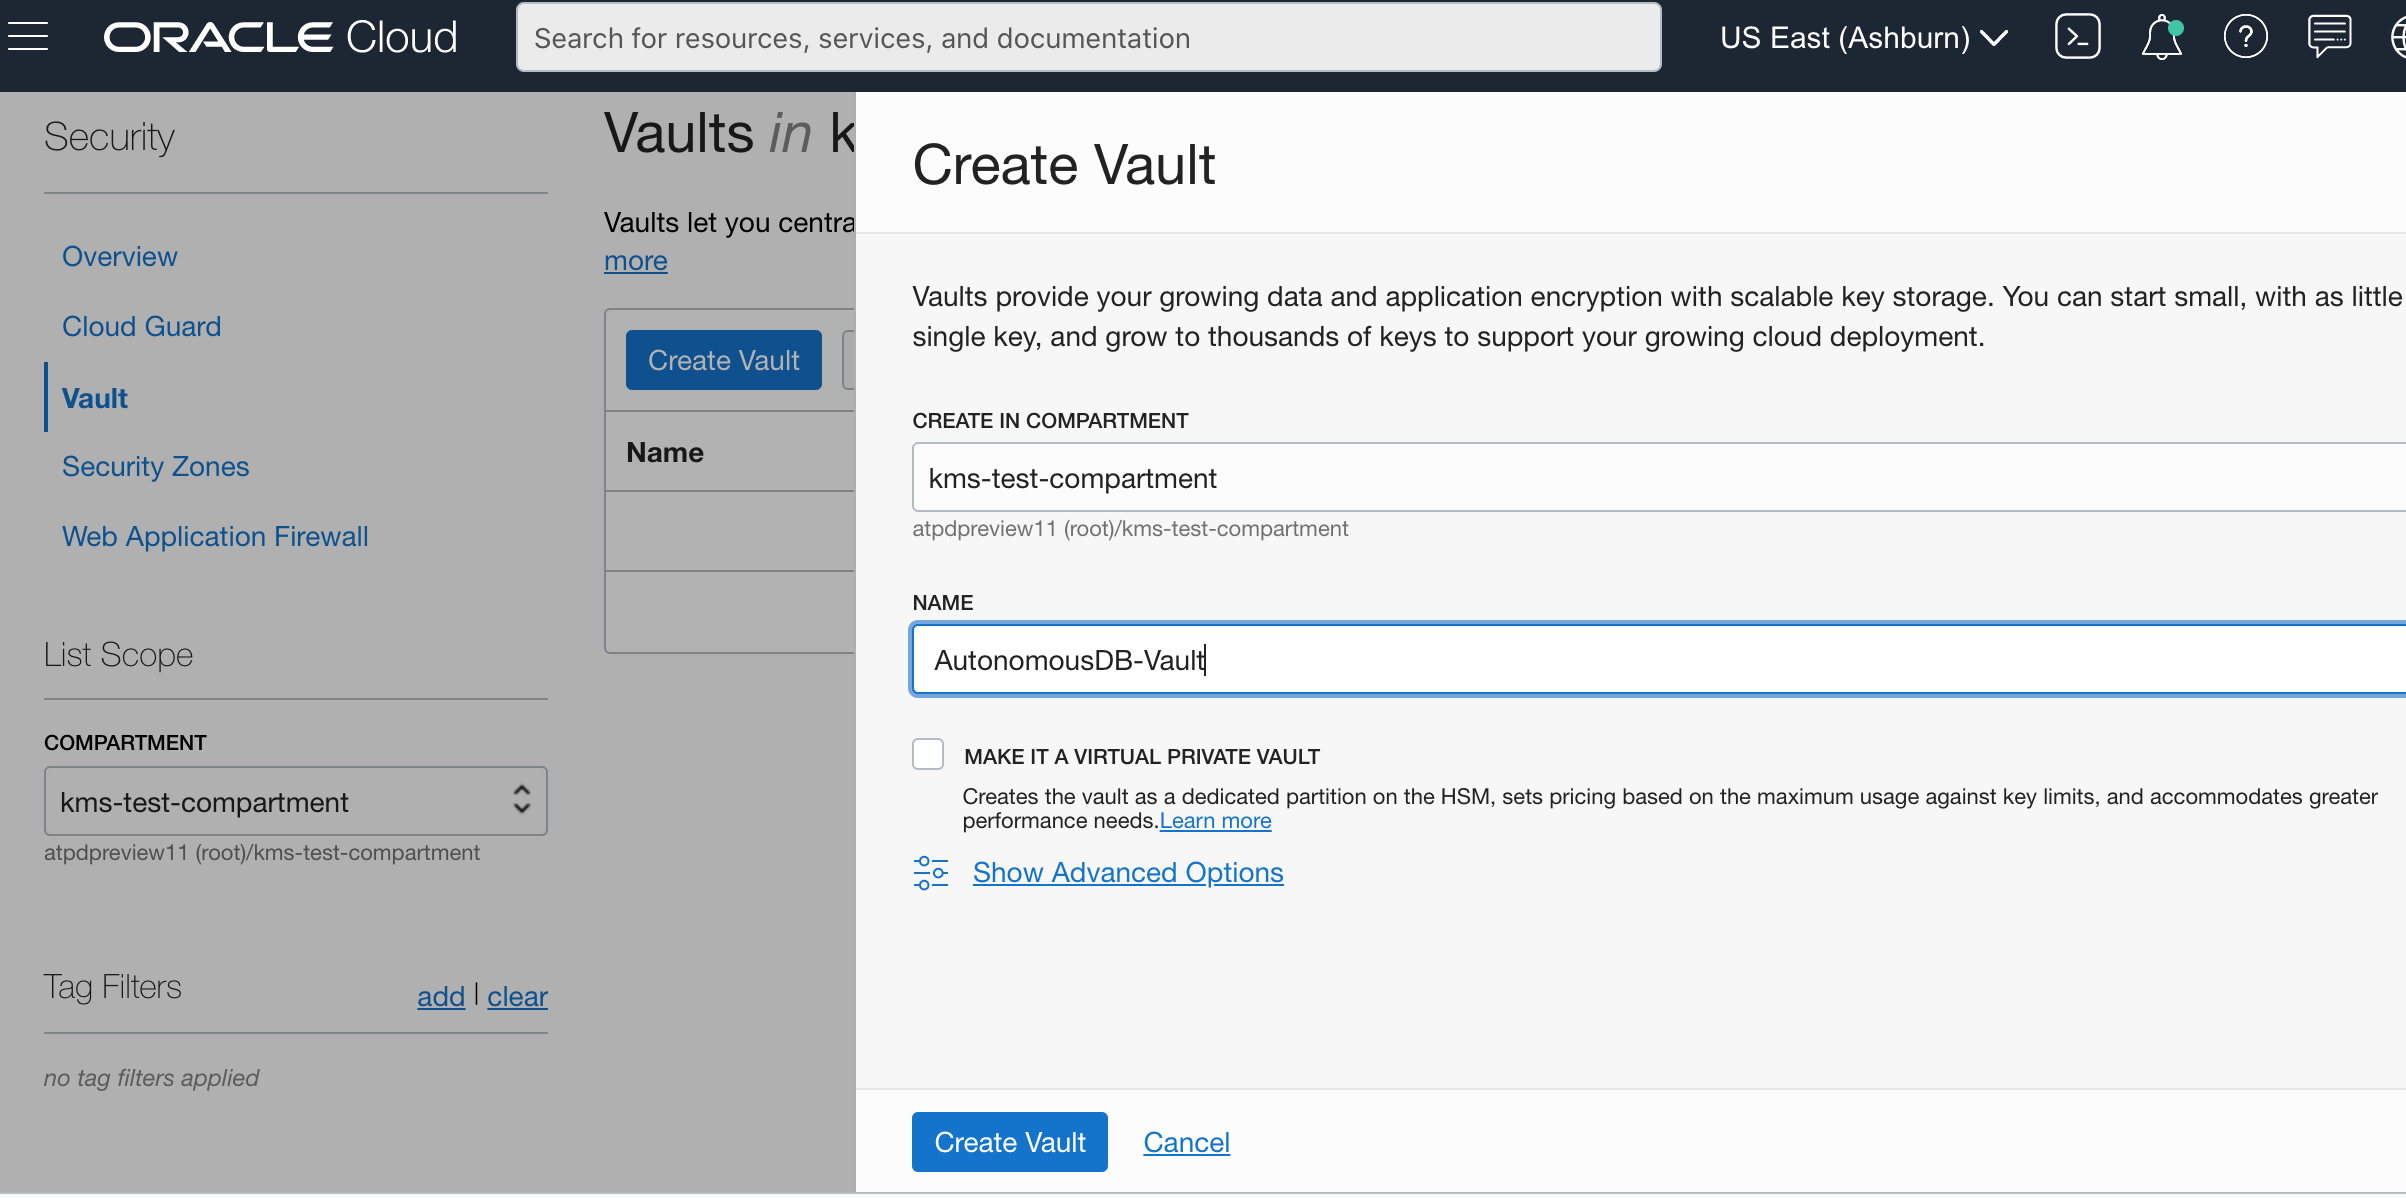 ORACLE Cloud
Search for resources, services, and documentation
US East (Ashburn)
Security
Overview
Cloud Guard
Vault
Security Zones
Web Application Firewall
List Scope
COMPARTMENT
kms-test-compartment
atpdpreview11 (root)/kms-test-compartment
Tag Filters
add | clear
no tag filters applied
Vaults in k
Vaults let you centra
more
Create Vault
Name
Create Vault
Vaults provide your growing data and application encryption with scalable key storage. You can start small, with as little
single key, and grow to thousands of keys to support your growing cloud deployment.
CREATE IN COMPARTMENT
kms-test-compartment
atpdpreview11 (root)/kms-test-compartment
NAME
AutonomousDB-Vault
MAKE IT A VIRTUAL PRIVATE VAULT
Creates the vault as a dedicated partition on the HSM, sets pricing based on the maximum usage against key limits, and accommodates greater
performance needs.Learn more
Show Advanced Options
Create Vault Cancel